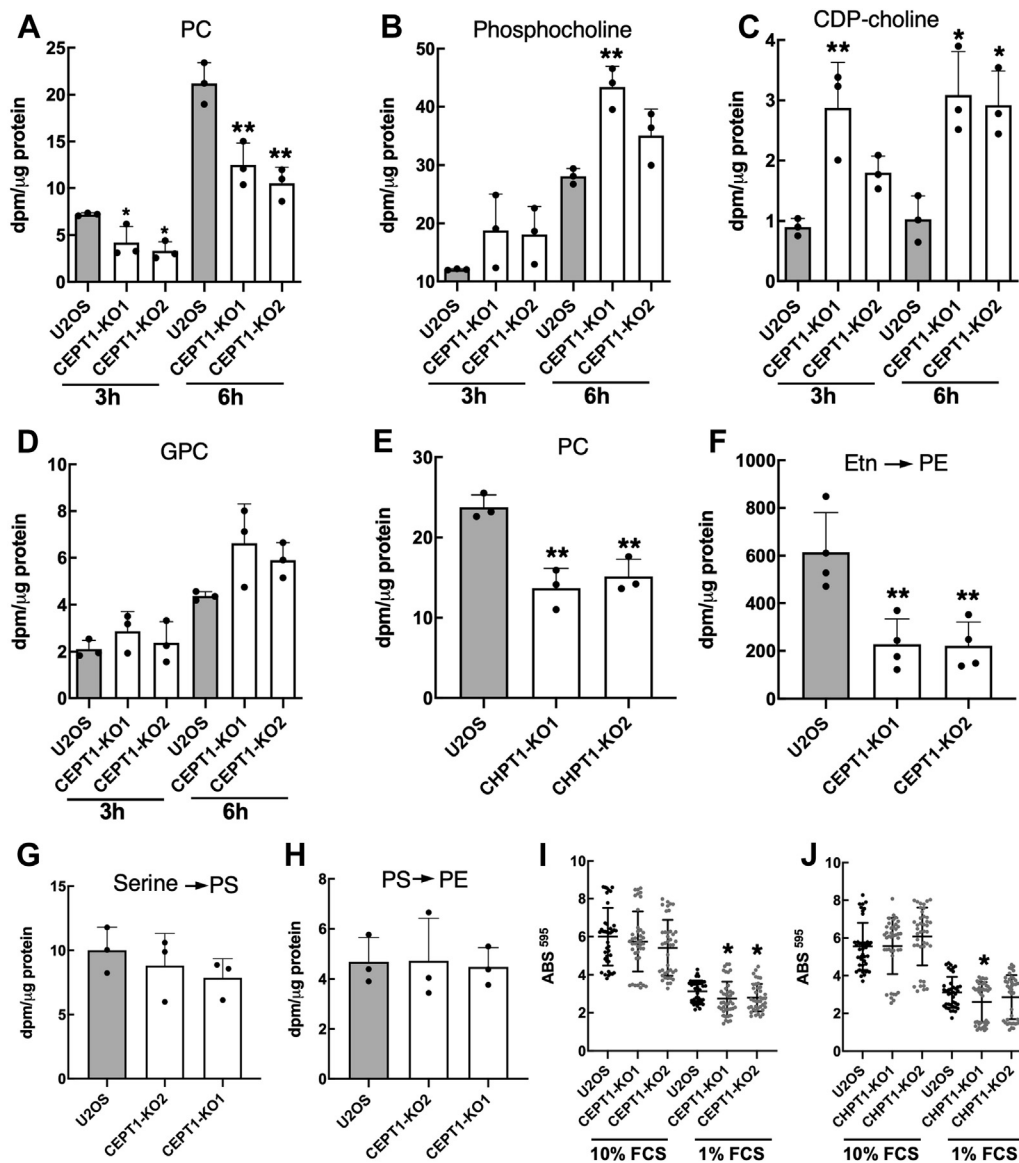 A
PC
dpm/μg protein
25
20
15
10
5
0
U2OS
CEPT1-KO1
CEPT1-KO2
U2OS
CEPT1-KO1
CEPT1-KO2
3h
6h
*
*
**
**
B
Phosphocholine
dpm/μg protein
50
40
30
20
10
U2OS
CEPT1-KO1
CEPT1-KO2
U2OS
CEPT1-KO1
CEPT1-KO2
3h
6h
**
C
CDP-choline
dpm/μg protein
4
3
2
1
0
U2OS
CEPT1-KO1
CEPT1-KO2
U2OS
CEPT1-KO1
CEPT1-KO2
3h
6h
**
*
*
D
GPC
dpm/μg protein
10
8
6
4
2
0
U2OS
CEPT1-KO1
CEPT1-KO2
U2OS
CEPT1-KO1
CEPT1-KO2
3h
6h
E
PC
dpm/μg protein
30
20
10
0
U2OS
CHPT1-KO1
CHPT1-KO2
**
**
F
Etn → PE
dpm/μg protein
1000
800
600
400
200
0
U2OS
CEPT1-KO1
CEPT1-KO2
**
**
G
Serine → PS
dpm/μg protein
15
10
5
0
U2OS
CEPT1-KO2
CEPT1-KO1
H
PS → PE
dpm/μg protein
8
6
4
2
0
U2OS
CEPT1-KO2
CEPT1-KO1
I
ABS 595
10
8
6
4
2
0
U2OS
CEPT1-KO1
CEPT1-KO2
U2OS
CEPT1-KO1
CEPT1-KO2
10% FCS
1% FCS
*
*
J
ABS 595
10
8
6
4
2
0
U2OS
CHPT1-KO1
CHPT1-KO2
U2OS
CHPT1-KO1
CHPT1-KO2
10% FCS
1% FCS
*